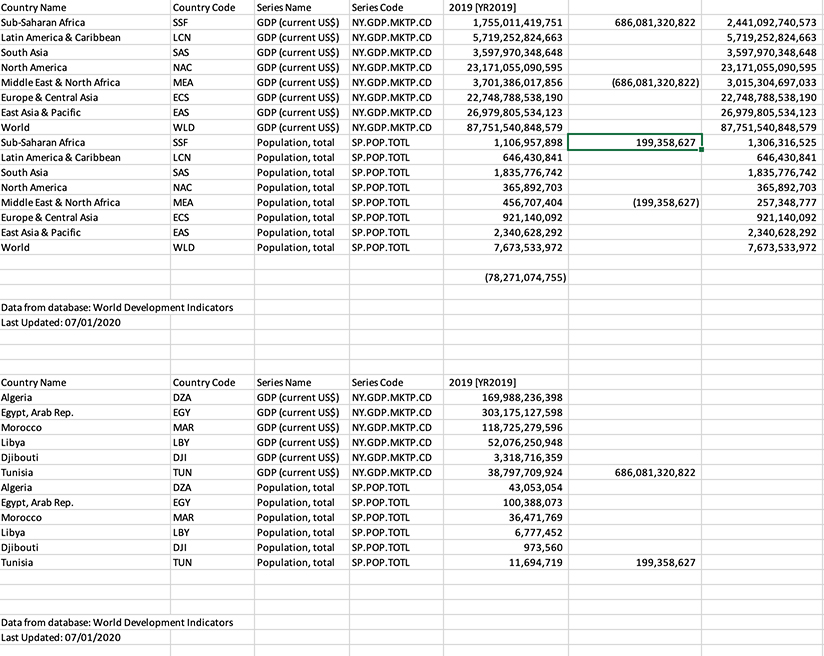 Country Name Country Code Series Name Series Code 2019 [YR2019]
Sub-Saharan Africa SSF GDP (current US$) NY.GDP.MKTP.CD 1,755,011,419,751 686,081,320,822 2,441,092,740,573
Latin America & Caribbean LCN GDP (current US$) NY.GDP.MKTP.CD 5,719,252,824,663 5,719,252,824,663
South Asia SAS GDP (current US$) NY.GDP.MKTP.CD 3,597,970,348,648 3,597,970,348,648
North America NAC GDP (current US$) NY.GDP.MKTP.CD 23,171,055,090,595 23,171,055,090,595
Middle East & North Africa MEA GDP (current US$) NY.GDP.MKTP.CD 3,701,386,017,856 (686,081,320,822) 3,015,304,697,033
Europe & Central Asia ECS GDP (current US$) NY.GDP.MKTP.CD 22,748,788,538,190 22,748,788,538,190
East Asia & Pacific EAS GDP (current US$) NY.GDP.MKTP.CD 26,979,805,534,123 26,979,805,534,123
World WLD GDP (current US$) NY.GDP.MKTP.CD 87,751,540,848,579 87,751,540,848,579
Sub-Saharan Africa SSF Population, total SP.POP.TOTL 1,106,957,898 199,358,627 1,306,316,525
Latin America & Caribbean LCN Population, total SP.POP.TOTL 646,430,841 646,430,841
South Asia SAS Population, total SP.POP.TOTL 1,835,776,742 1,835,776,742
North America NAC Population, total SP.POP.TOTL 365,892,703 365,892,703
Middle East & North Africa MEA Population, total SP.POP.TOTL 456,707,404 (199,358,627) 257,348,777
Europe & Central Asia ECS Population, total SP.POP.TOTL 921,140,092 921,140,092
East Asia & Pacific EAS Population, total SP.POP.TOTL 2,340,628,292 2,340,628,292
World WLD Population, total SP.POP.TOTL 7,673,533,972 7,673,533,972
(78,271,074,755)
Data from database: World Development Indicators
Last Updated: 07/01/2020
Country Name Country Code Series Name Series Code 2019 [YR2019]
Algeria DZA GDP (current US$) NY.GDP.MKTP.CD 169,988,236,398
Egypt, Arab Rep. EGY GDP (current US$) NY.GDP.MKTP.CD 303,175,127,598
Morocco MAR GDP (current US$) NY.GDP.MKTP.CD 118,725,279,596
Libya LBY GDP (current US$) NY.GDP.MKTP.CD 52,076,250,948
Djibouti DJI GDP (current US$) NY.GDP.MKTP.CD 3,318,716,359
Tunisia TUN GDP (current US$) NY.GDP.MKTP.CD 38,797,709,924 686,081,320,822
Algeria DZA Population, total SP.POP.TOTL 43,053,054
Egypt, Arab Rep. EGY Population, total SP.POP.TOTL 100,388,073
Morocco MAR Population, total SP.POP.TOTL 36,471,769
Libya LBY Population, total SP.POP.TOTL 6,777,452
Djibouti DJI Population, total SP.POP.TOTL 973,560
Tunisia TUN Population, total SP.POP.TOTL 11,694,719 199,358,627
Data from database: World Development Indicators
Last Updated: 07/01/2020